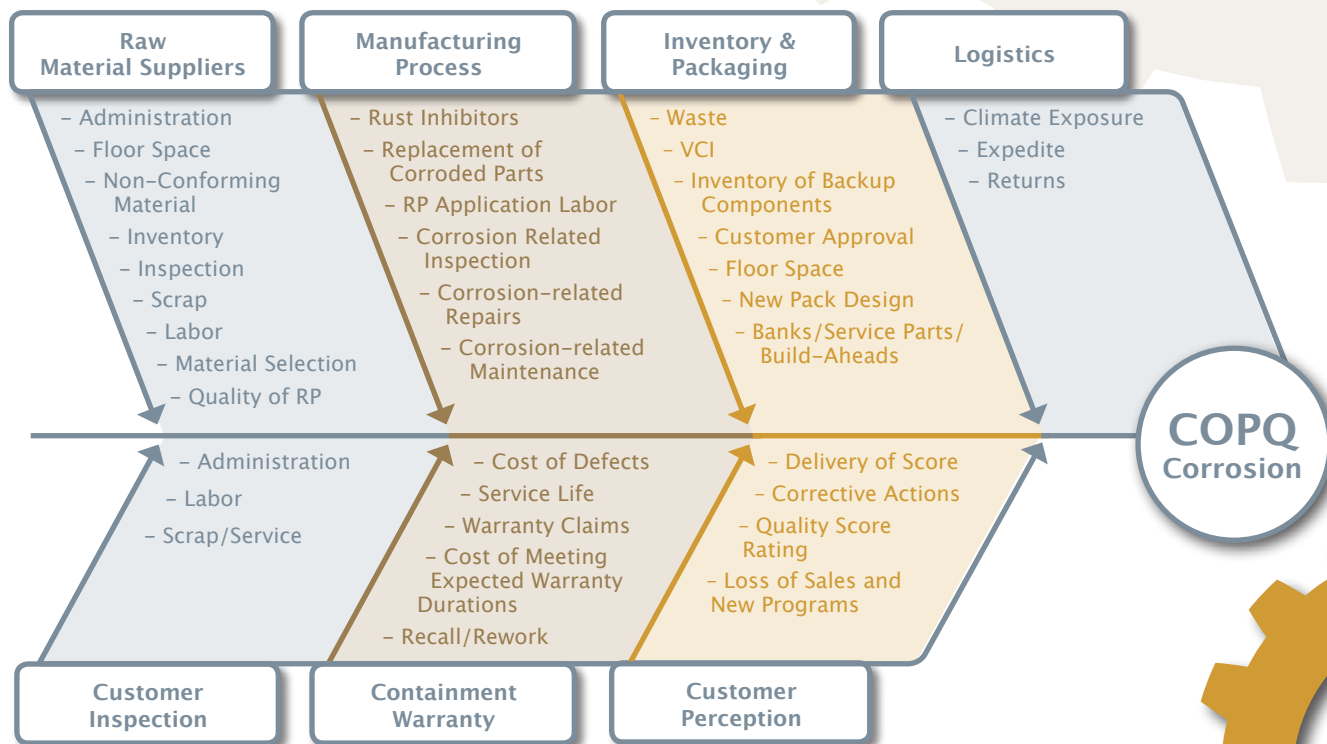 Raw
Material Suppliers
– Administration
– Floor Space
– Non-Conforming
Material
– Inventory
– Inspection
– Scrap
– Labor
– Material Selection
– Quality of RP
Manufacturing
Process
– Rust Inhibitors
– Replacement of
Corroded Parts
– RP Application Labor
– Corrosion Related
Inspection
– Corrosion-related
Repairs
– Corrosion-related
Maintenance
Inventory &
Packaging
– Waste
– VCI
– Inventory of Backup
Components
– Customer Approval
– Floor Space
– New Pack Design
– Banks/Service Parts/
Build-Aheads
Logistics
– Climate Exposure
– Expedite
– Returns
COPQ
Corrosion
– Administration
– Labor
– Scrap/Service
Customer
Inspection
– Cost of Defects
– Service Life
– Warranty Claims
– Cost of Meeting
Expected Warranty
Durations
– Recall/Rework
Containment
Warranty
– Delivery of Score
– Corrective Actions
– Quality Score
Rating
– Loss of Sales and
New Programs
Customer
Perception